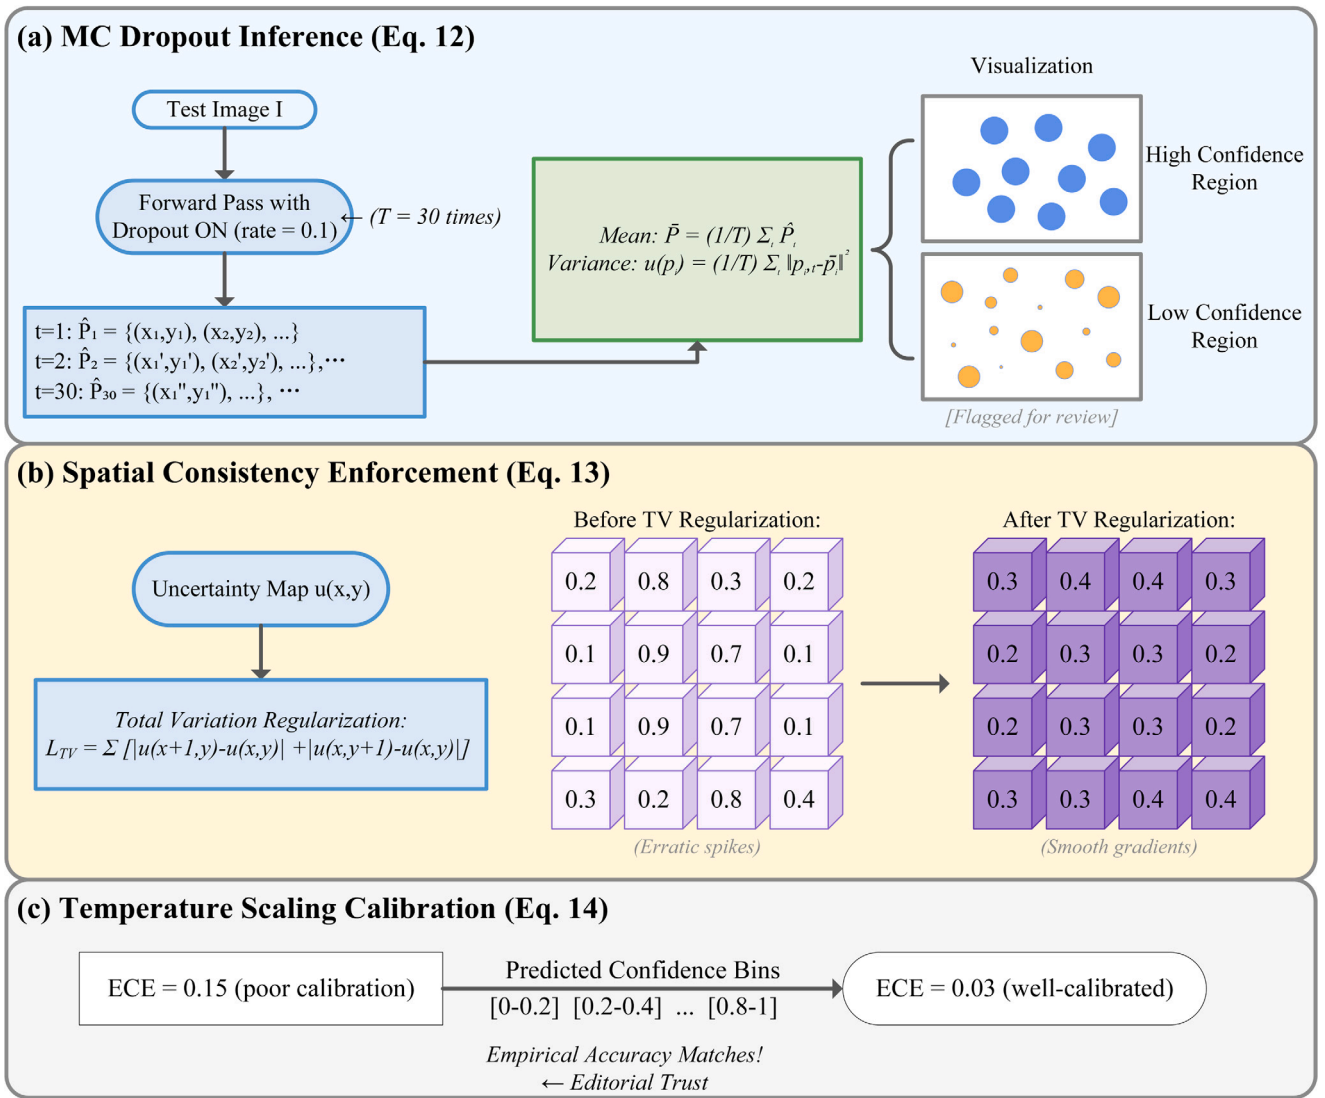 (a) MC Dropout Inference (Eq. 12)
Test Image I
Forward Pass with
Dropout ON (rate = 0.1)
← (T = 30 times)
t=1: P̂₁ = {(x₁,y₁), (x₂,y₂), ...}
t=2: P̂₂ = {(x₁',y₁'), (x₂',y₂'), ...},···
t=30: P̂₃₀ = {(x₁'',y₁''), ...}, ···
Mean: P̄ = (1/T) Σₜ P̂ₜ
Variance: u(pᵢ) = (1/T) Σₜ ‖pᵢ,ₜ-p̄ᵢ‖²
Visualization
High Confidence
Region
Low Confidence
Region
[Flagged for review]
(b) Spatial Consistency Enforcement (Eq. 13)
Uncertainty Map u(x,y)
Total Variation Regularization:
L_TV = Σ [|u(x+1,y)-u(x,y)| +|u(x,y+1)-u(x,y)|]
Before TV Regularization:
0.2 0.8 0.3 0.2
0.1 0.9 0.7 0.1
0.1 0.9 0.7 0.1
0.3 0.2 0.8 0.4
(Erratic spikes)
After TV Regularization:
0.3 0.4 0.4 0.3
0.2 0.3 0.3 0.2
0.2 0.3 0.3 0.2
0.3 0.3 0.4 0.4
(Smooth gradients)
(c) Temperature Scaling Calibration (Eq. 14)
ECE = 0.15 (poor calibration)
Predicted Confidence Bins
[0-0.2] [0.2-0.4] ... [0.8-1]
ECE = 0.03 (well-calibrated)
Empirical Accuracy Matches!
← Editorial Trust